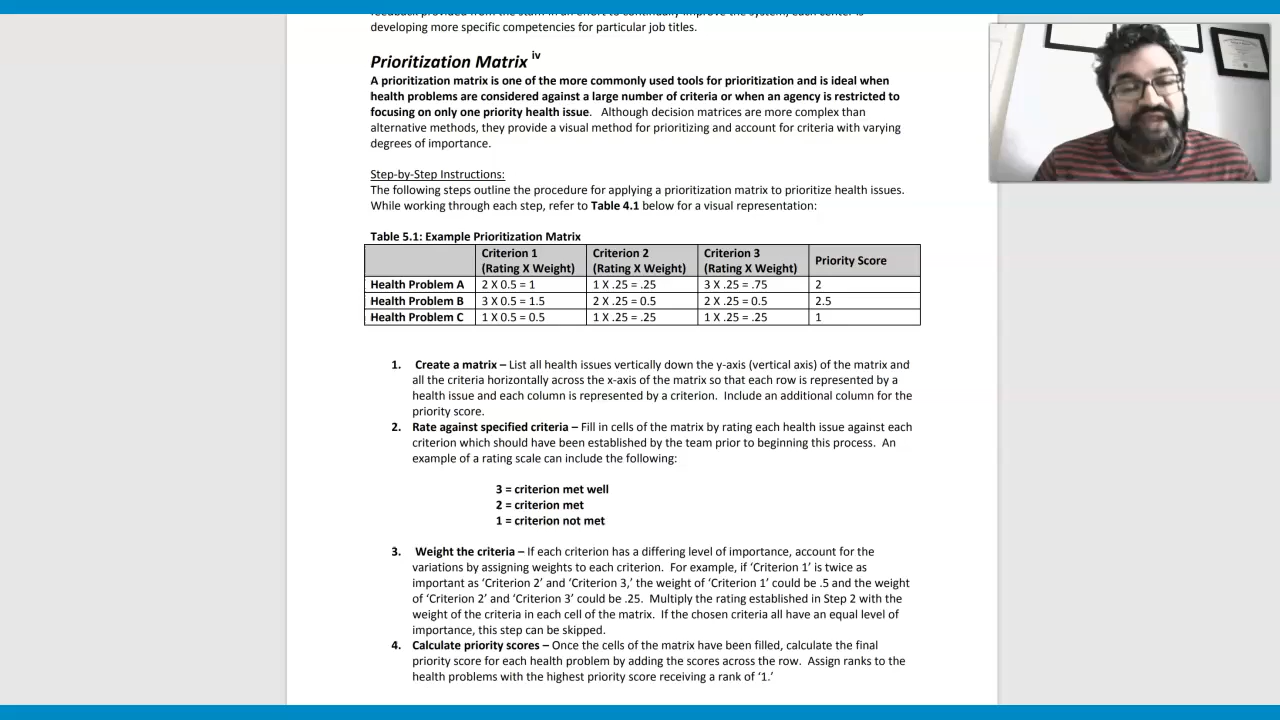 feedback provided from the staff in an effort to continually improve the system, each center is
developing more specific competencies for particular job titles.
Prioritization Matrix iv
A prioritization matrix is one of the more commonly used tools for prioritization and is ideal when
health problems are considered against a large number of criteria or when an agency is restricted to
focusing on only one priority health issue. Although decision matrices are more complex than
alternative methods, they provide a visual method for prioritizing and account for criteria with varying
degrees of importance.
Step-by-Step Instructions:
The following steps outline the procedure for applying a prioritization matrix to prioritize health issues.
While working through each step, refer to Table 4.1 below for a visual representation:
Table 5.1: Example Prioritization Matrix
Criterion 1 (Rating X Weight) Criterion 2 (Rating X Weight) Criterion 3 (Rating X Weight) Priority Score
Health Problem A 2 X 0.5 = 1 1 X .25 = .25 3 X .25 = .75 2
Health Problem B 3 X 0.5 = 1.5 2 X .25 = 0.5 2 X .25 = 0.5 2.5
Health Problem C 1 X 0.5 = 0.5 1 X .25 = .25 1 X .25 = .25 1
1. Create a matrix – List all health issues vertically down the y-axis (vertical axis) of the matrix and
all the criteria horizontally across the x-axis of the matrix so that each row is represented by a
health issue and each column is represented by a criterion. Include an additional column for the
priority score.
2. Rate against specified criteria – Fill in cells of the matrix by rating each health issue against each
criterion which should have been established by the team prior to beginning this process. An
example of a rating scale can include the following:
3 = criterion met well
2 = criterion met
1 = criterion not met
3. Weight the criteria – If each criterion has a differing level of importance, account for the
variations by assigning weights to each criterion. For example, if ‘Criterion 1’ is twice as
important as ‘Criterion 2’ and ‘Criterion 3,’ the weight of ‘Criterion 1’ could be .5 and the weight
of ‘Criterion 2’ and ‘Criterion 3’ could be .25. Multiply the rating established in Step 2 with the
weight of the criteria in each cell of the matrix. If the chosen criteria all have an equal level of
importance, this step can be skipped.
4. Calculate priority scores – Once the cells of the matrix have been filled, calculate the final
priority score for each health problem by adding the scores across the row. Assign ranks to the
health problems with the highest priority score receiving a rank of ‘1.’